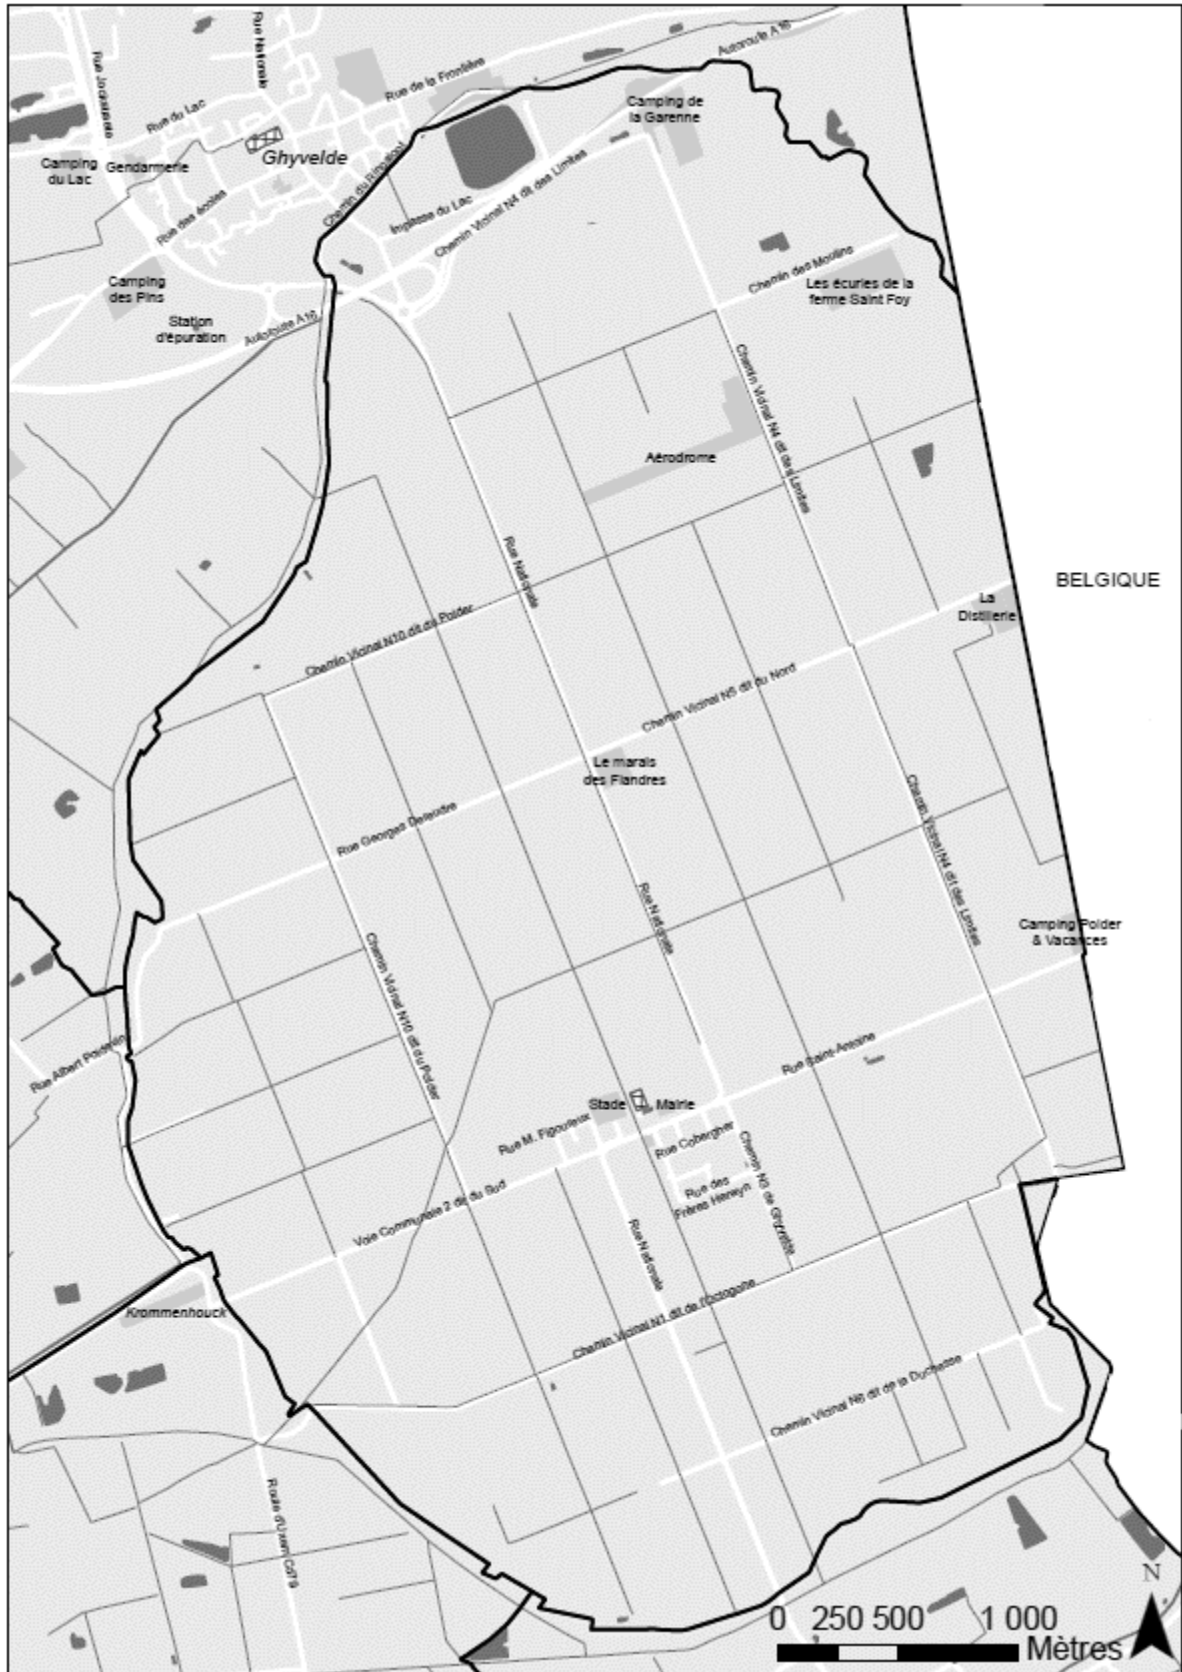 Autoroute A16
Rue Nationale
Rue de la Frontière
Camping de
la Garenne
Rue du Lac
Ghyvelde
Camping
du Lac
Gendarmerie
Rue des écoles
Chemin du Ringsloot
Impasse du Lac
Chemin Vicinal N4 dit des Limites
Chemin des Moulins
Les écuries de la
ferme Saint Foy
Camping
des Pins
Station
d'épuration
Autoroute A16
Chemin Vicinal N4 dit des Limites
Aérodrome
Rue Nationale
BELGIQUE
La
Distillerie
Chemin Vicinal N10 dit du Polder
Chemin Vicinal N5 dit du Nord
Le marais
des Flandres
Rue Georges Deleudre
Chemin Vicinal N4 dit des Limites
Rue Nationale
Camping Polder
& Vacances
Chemin Vicinal N10 dit du Polder
Rue Albert
Rue Saint-Antoine
Stade
Mairie
Rue M. Figoureux
Rue Cobergher
Chemin N3 de Ghyvelde
Rue des
Frères Herwyn
Voie Communale 2 dit du Sud
Rue Nationale
Krommenhouck
Chemin Vicinal N1 dit de l'Octogone
Chemin Vicinal N6 dit de la Duchesse
Route d'Uxem Cd79
N
0 250 500 1 000
Mètres